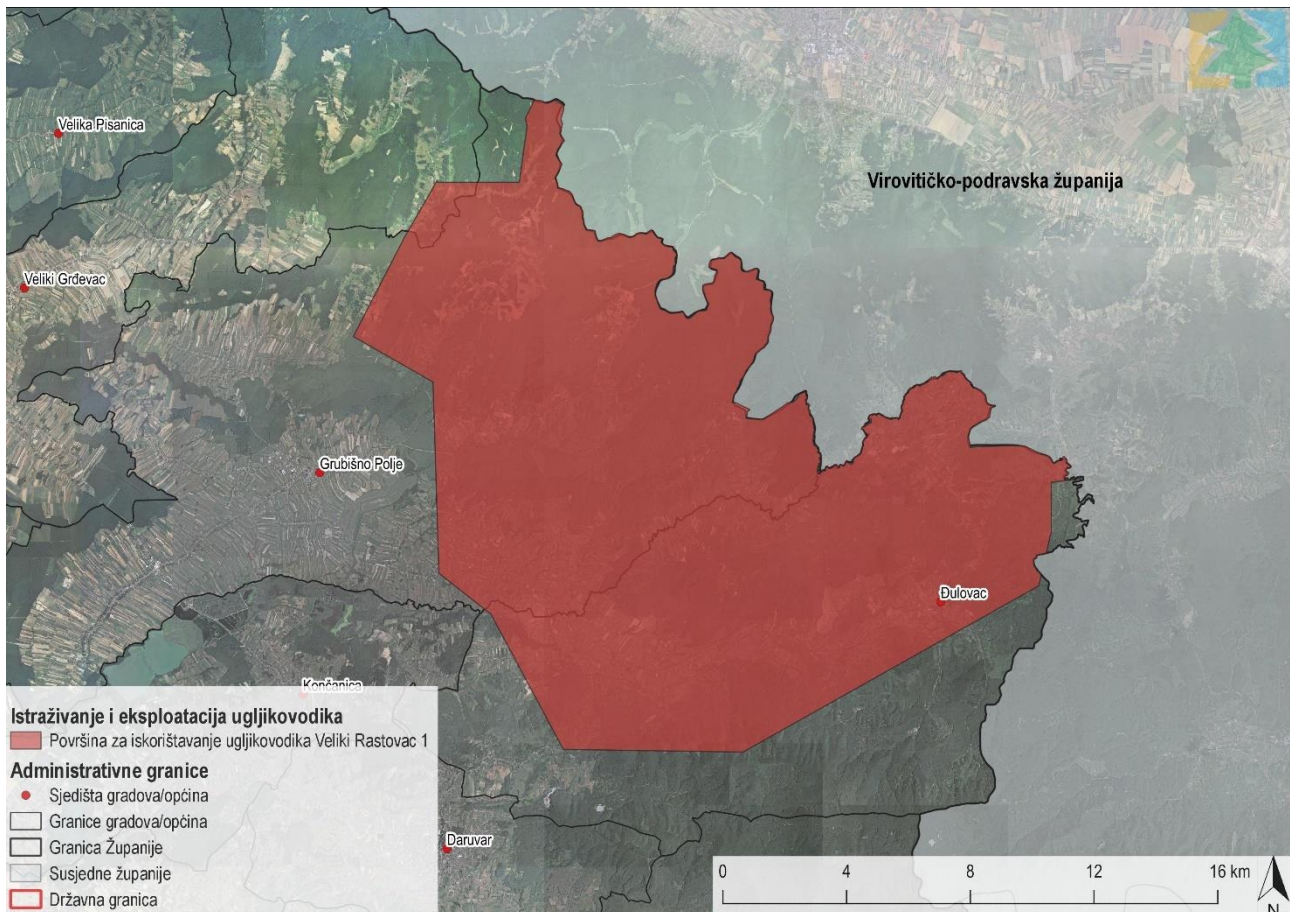 Velika Pisanica
Virovitičko-podravska županija
Veliki Grđevac
Grubišno Polje
Đulovac
Končanica
Istraživanje i eksploatacija ugljikovodika
Površina za iskorištavanje ugljikovodika Veliki Rastovac 1
Administrativne granice
Sjedišta gradova/općina
Granice gradova/općina
Granica Županije
Susjedne županije
Državna granica
Daruvar
0 4 8 12 16 km
N